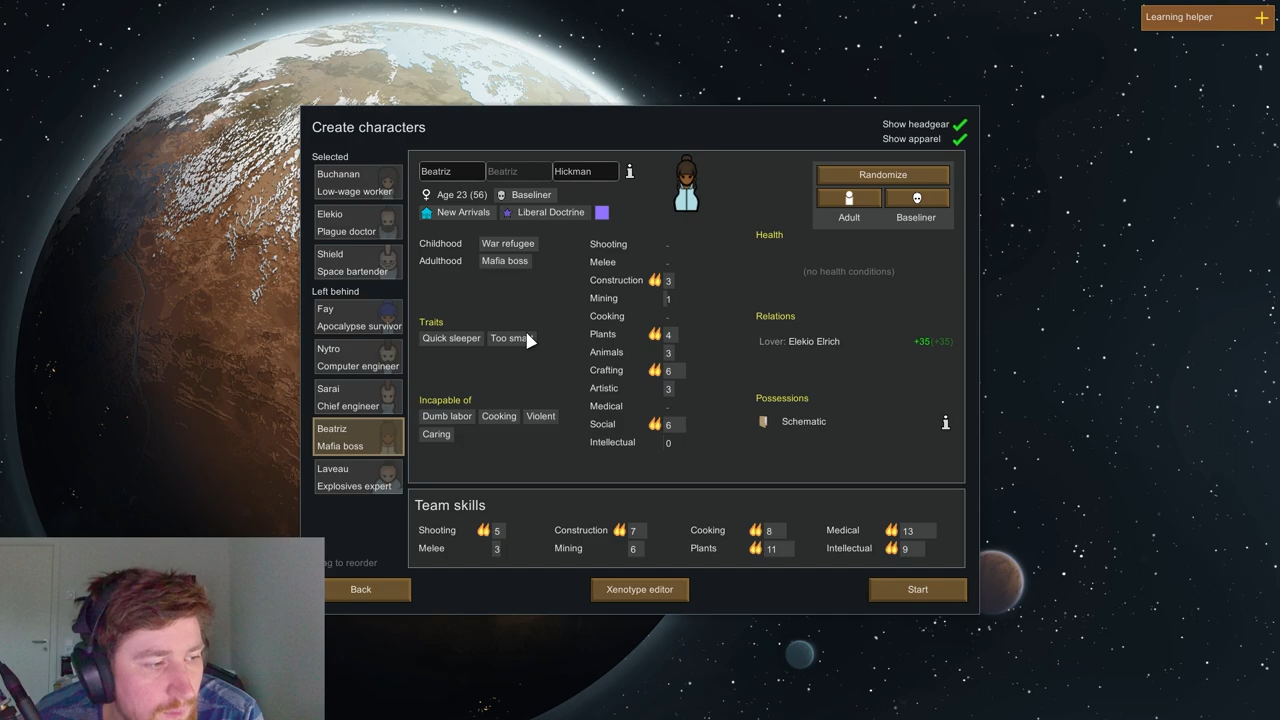 Learning helper
Create characters
Show headgear
Show apparel
Selected
Buchanan
Low-wage worker
Elekio
Plague doctor
Shield
Space bartender
Left behind
Fay
Apocalypse survivor
Nytro
Computer engineer
Sarai
Chief engineer
Beatriz
Mafia boss
Laveau
Explosives expert
Beatriz Beatriz Hickman
Age 23 (56) Baseliner
New Arrivals Liberal Doctrine
Childhood War refugee
Adulthood Mafia boss
Traits
Quick sleeper Too
Incapable of
Dumb labor Cooking Violent
Caring
Shooting -
Melee -
Construction 3
Mining 1
Cooking -
Plants 4
Animals 3
Crafting 6
Artistic 3
Medical -
Social 6
Intellectual 0
Randomize
Adult Baseliner
Health
(no health conditions)
Relations
Lover: Elekio Elrich +35 (+35)
Possessions
Schematic
Team skills
Shooting 5 Construction 7 Cooking 8 Medical 13
Melee 3 Mining 6 Plants 11 Intellectual 9
to reorder
Back Xenotype editor Start